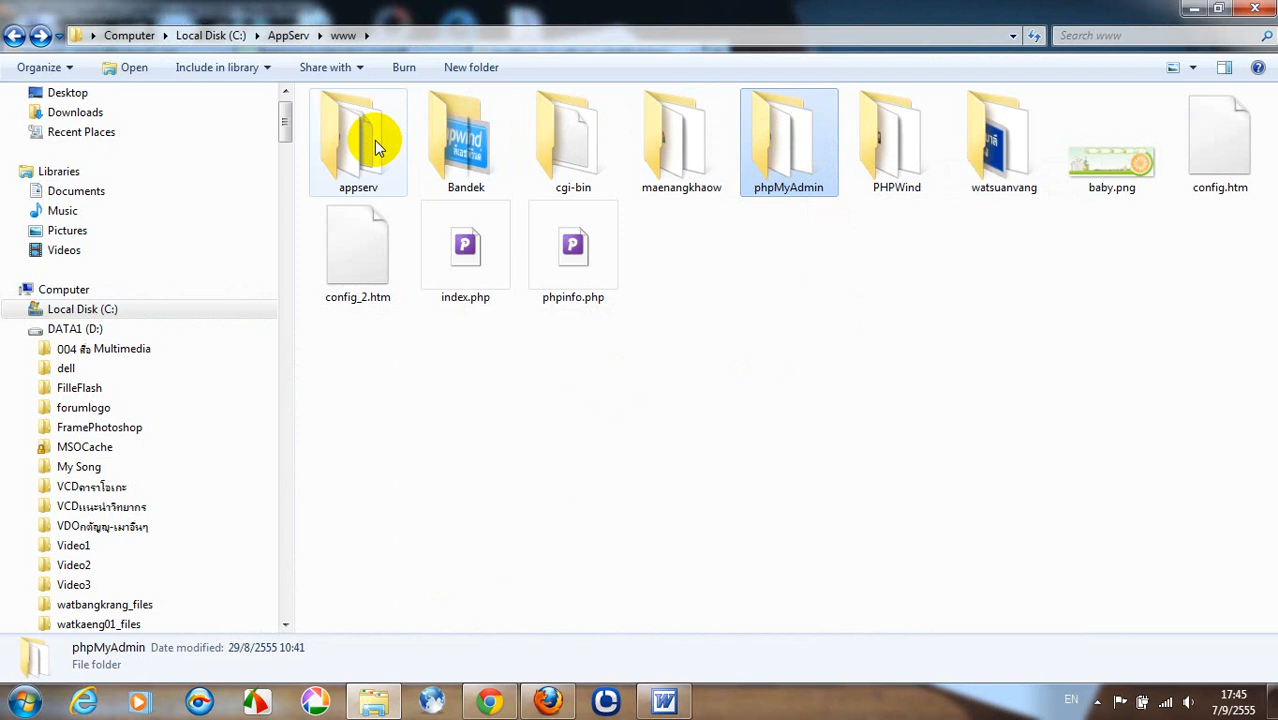 Computer Local Disk (C:) AppServ www
Search www
Organize Open Include in library Share with Burn New folder
Desktop
Downloads
Recent Places
Libraries
Documents
Music
Pictures
Videos
Computer
Local Disk (C:)
DATA1 (D:)
004 สื่อ Multimedia
dell
FilleFlash
forumlogo
FramePhotoshop
MSOCache
My Song
VCDคาราโอเกะ
VCDแนะนำวิทยากร
VDOกตัญญู-เมาอื่นๆ
Video1
Video2
Video3
watbangkrang_files
watkaeng01_files
appserv Bandek cgi-bin maenangkhaow phpMyAdmin PHPWind watsuanvang baby.png config.htm
config_2.htm index.php phpinfo.php
phpMyAdmin Date modified: 29/8/2555 10:41
File folder
EN
17:45
7/9/2555